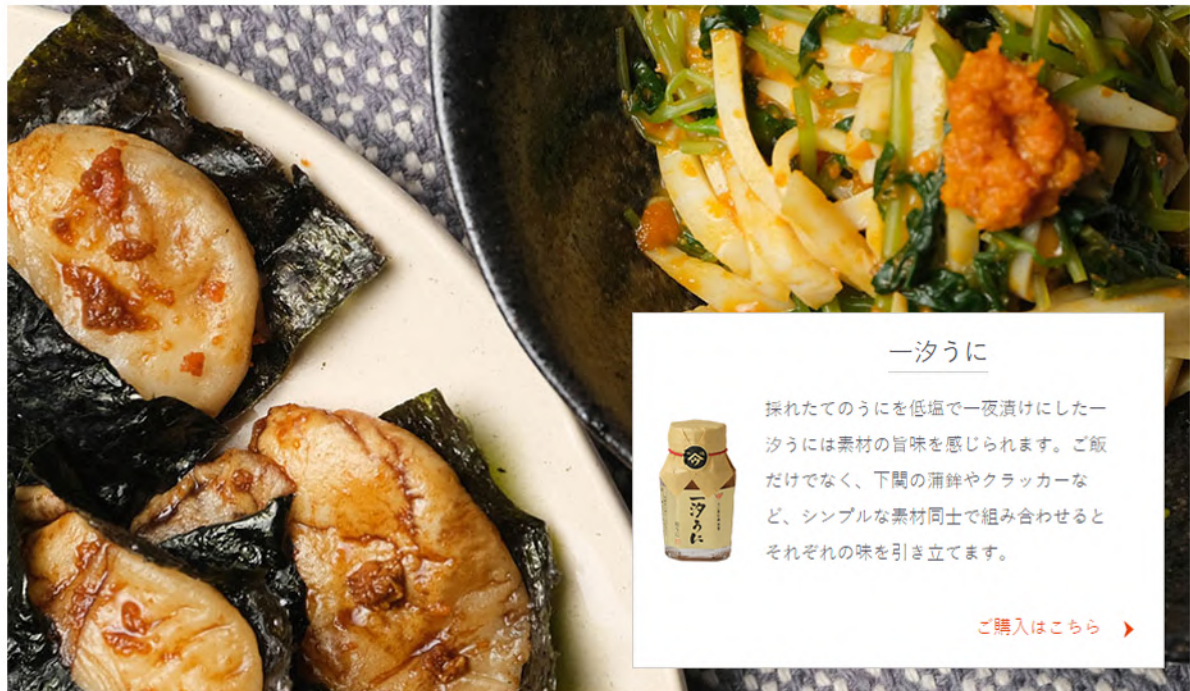 一汐うに
採れたてのうにを低塩で一夜漬けにした一
汐うには素材の旨味を感じられます。ご飯
だけでなく、下関の蒲鉾やクラッカーな
ど、シンプルな素材同士で組み合わせると
それぞれの味を引き立てます。
一汐うに
ご購入はこちら